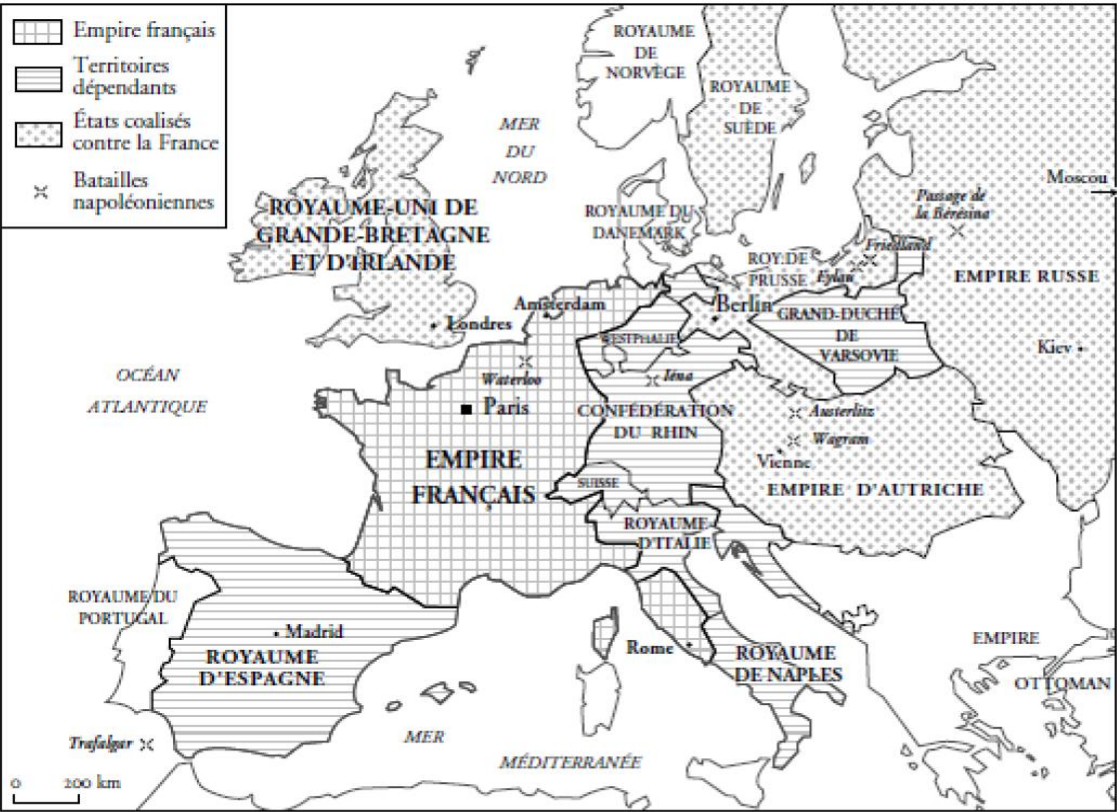 Empire français
Territoires
dépendants
États coalisés
contre la France
Batailles
napoléoniennes
ROYAUME
DE
NORVÈGE
ROYAUME
DE
SUÈDE
MER
DU
NORD
Moscou
Passage de
la Bérésina
ROYAUME-UNI DE
GRANDE-BRETAGNE
ET D'IRLANDE
ROYAUME DU
DANEMARK
Friedland
ROY. DE
PRUSSE
Eylau
EMPIRE RUSSE
Amsterdam
Berlin
GRAND-DUCHÉ
DE
VARSOVIE
Londres
WESTPHALIE
Kiev
OCÉAN
ATLANTIQUE
Waterloo
Iéna
Paris
CONFÉDÉRATION
DU RHIN
Austerlitz
Wagram
Vienne
EMPIRE
FRANÇAIS
SUISSE
EMPIRE D'AUTRICHE
ROYAUME
D'ITALIE
ROYAUME DU
PORTUGAL
Madrid
ROYAUME
D'ESPAGNE
Rome
ROYAUME
DE NAPLES
EMPIRE
OTTOMAN
Trafalgar
MER
MÉDITERRANÉE
0 200 km